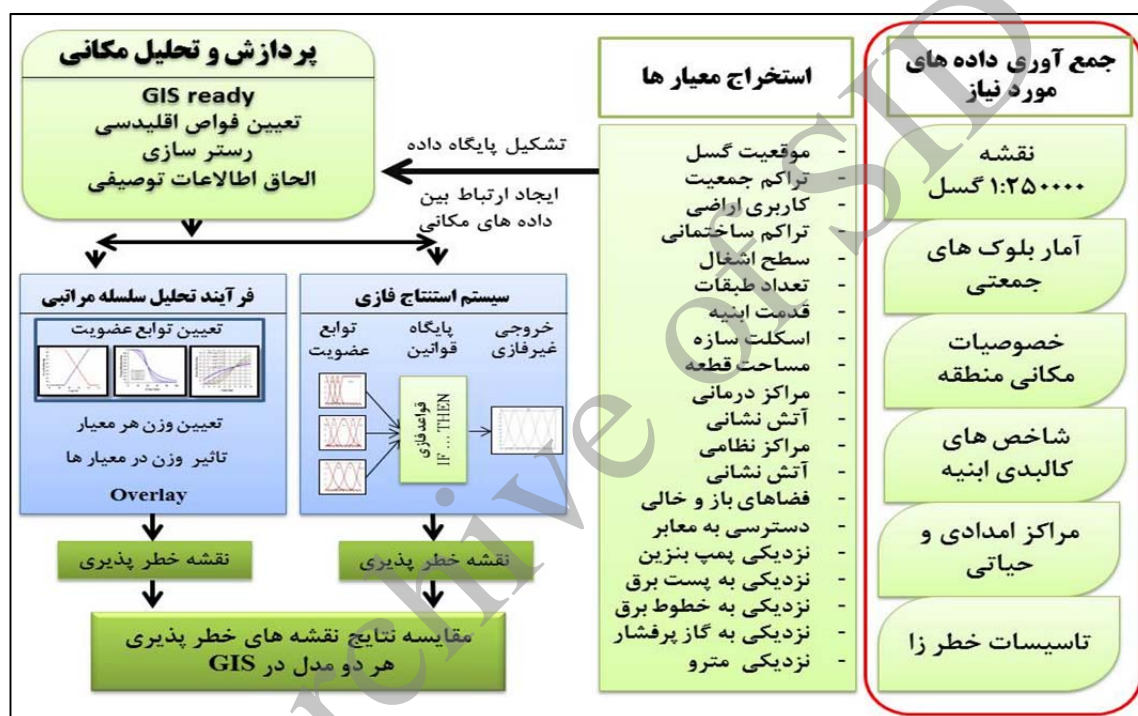 جمع آوری داده های
مورد نیاز
نقشه
۱:۲۵۰۰۰۰ گسل
آمار بلوک های
جمعتی
خصوصیات
مکانی منطقه
شاخص های
کالبدی ابنیه
مراکز امدادی و
حیاتی
تاسیسات خطر زا
استخراج معیار ها
- موقعیت گسل
- تراکم جمعیت
- کاربری اراضی
- تراکم ساختمانی
- سطح اشغال
- تعداد طبقات
- قدمت ابنیه
- اسکلت سازه
- مساحت قطعه
- مراکز درمانی
- آتش نشانی
- مراکز نظامی
- آتش نشانی
- فضاهای باز و خالی
- دسترسی به معابر
- نزدیکی پمپ بنزین
- نزدیکی به پست برق
- نزدیکی به خطوط برق
- نزدیکی به گاز پرفشار
- نزدیکی مترو
تشکیل پایگاه داده
ایجاد ارتباط بین
داده های مکانی
پردازش و تحلیل مکانی
GIS ready
تعیین فواص اقلیدسی
رستر سازی
الحاق اطلاعات توصیفی
سیستم استنتاج فازی
توابع
عضویت
پایگاه
قوانین
خروجی
غیرفازی
قواعدفازی
IF ... THEN
نقشه خطر پذیری
فرآیند تحلیل سلسله مراتبی
تعیین توابع عضویت
تعیین وزن هر معیار
تاثیر وزن در معیار ها
Overlay
نقشه خطر پذیری
مقایسه نتایج نقشه های خطر پذیری
هر دو مدل در GIS
Archive of SID